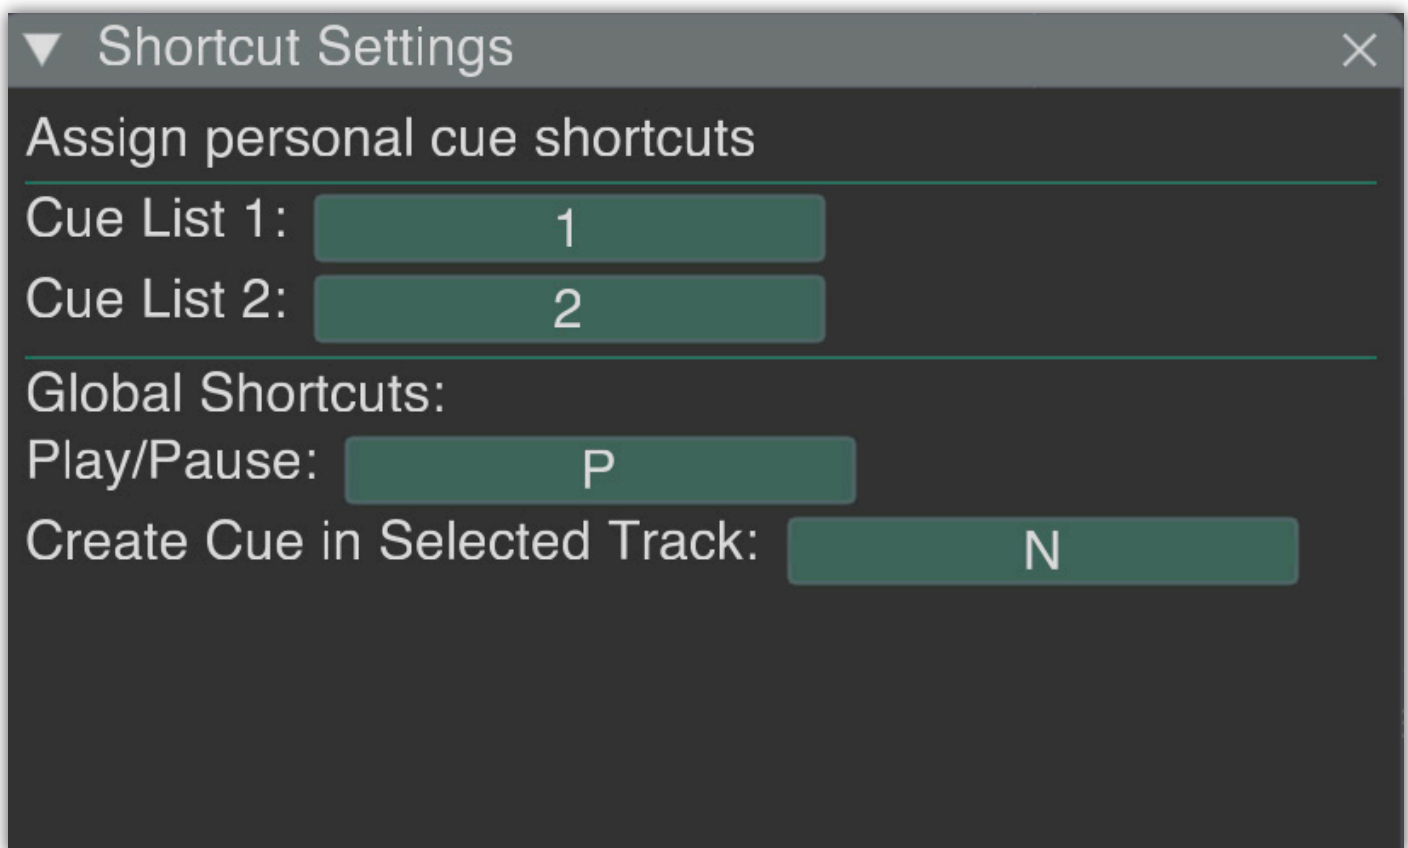 Shortcut Settings
Assign personal cue shortcuts
Cue List 1: 1
Cue List 2: 2
Global Shortcuts:
Play/Pause: P
Create Cue in Selected Track: N